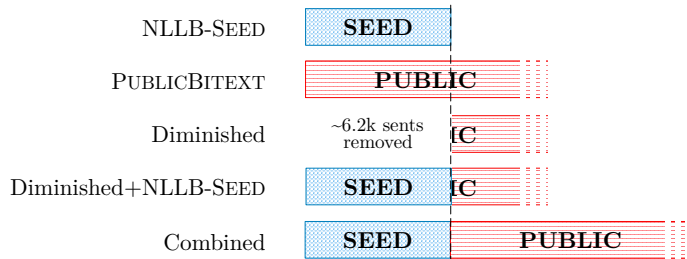 NLLB-SEED SEED
PUBLICBITEXT PUBLIC
Diminished ~6.2k sents removed IC
Diminished+NLLB-SEED SEED IC
Combined SEED PUBLIC